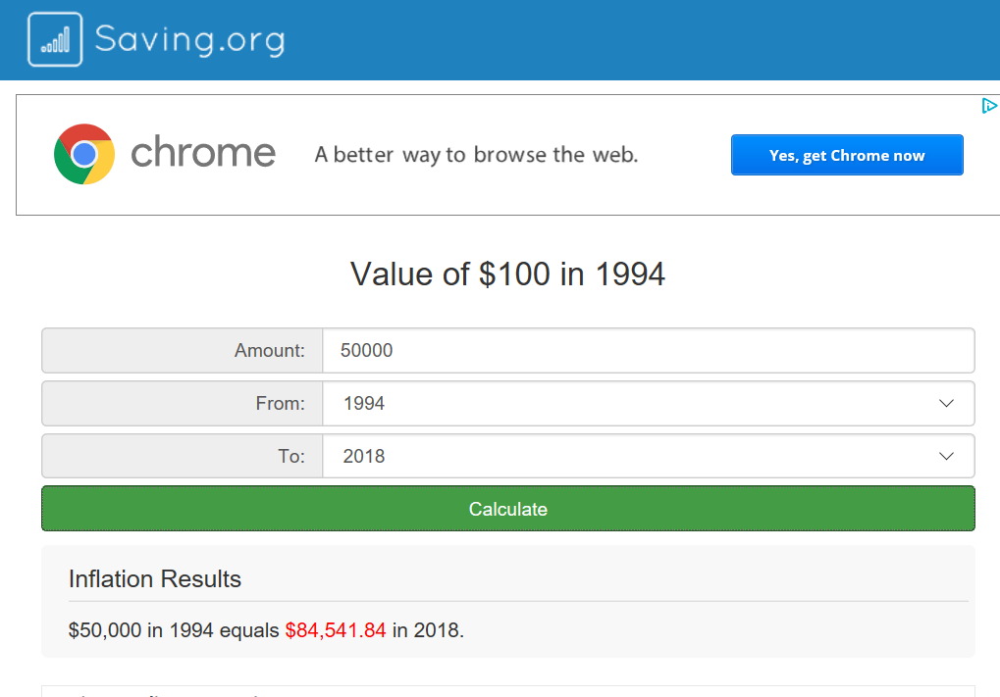 Saving.org
chrome
A better way to browse the web.
Yes, get Chrome now
Value of $100 in 1994
Amount: 50000
From: 1994
To: 2018
Calculate
Inflation Results
$50,000 in 1994 equals $84,541.84 in 2018.